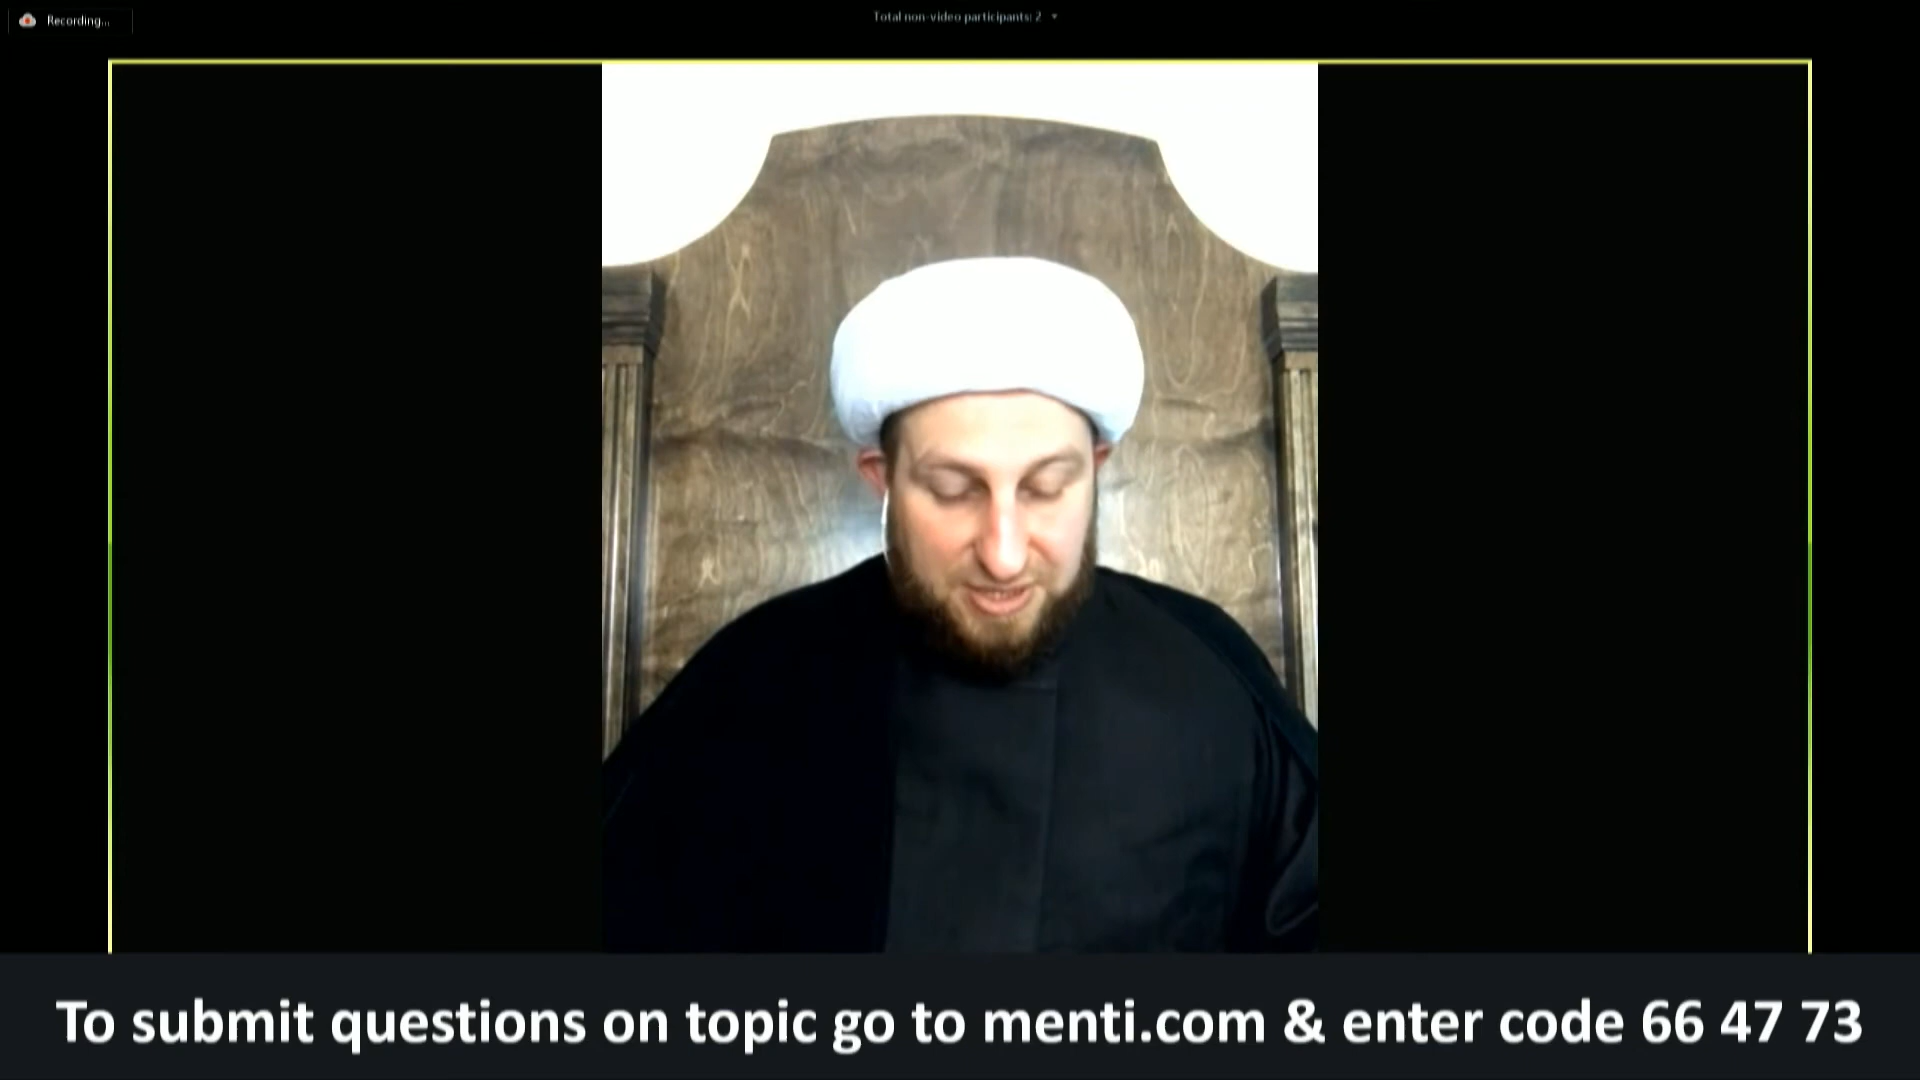 Recording...
Total non-video participants: 2
To submit questions on topic go to menti.com & enter code 66 47 73